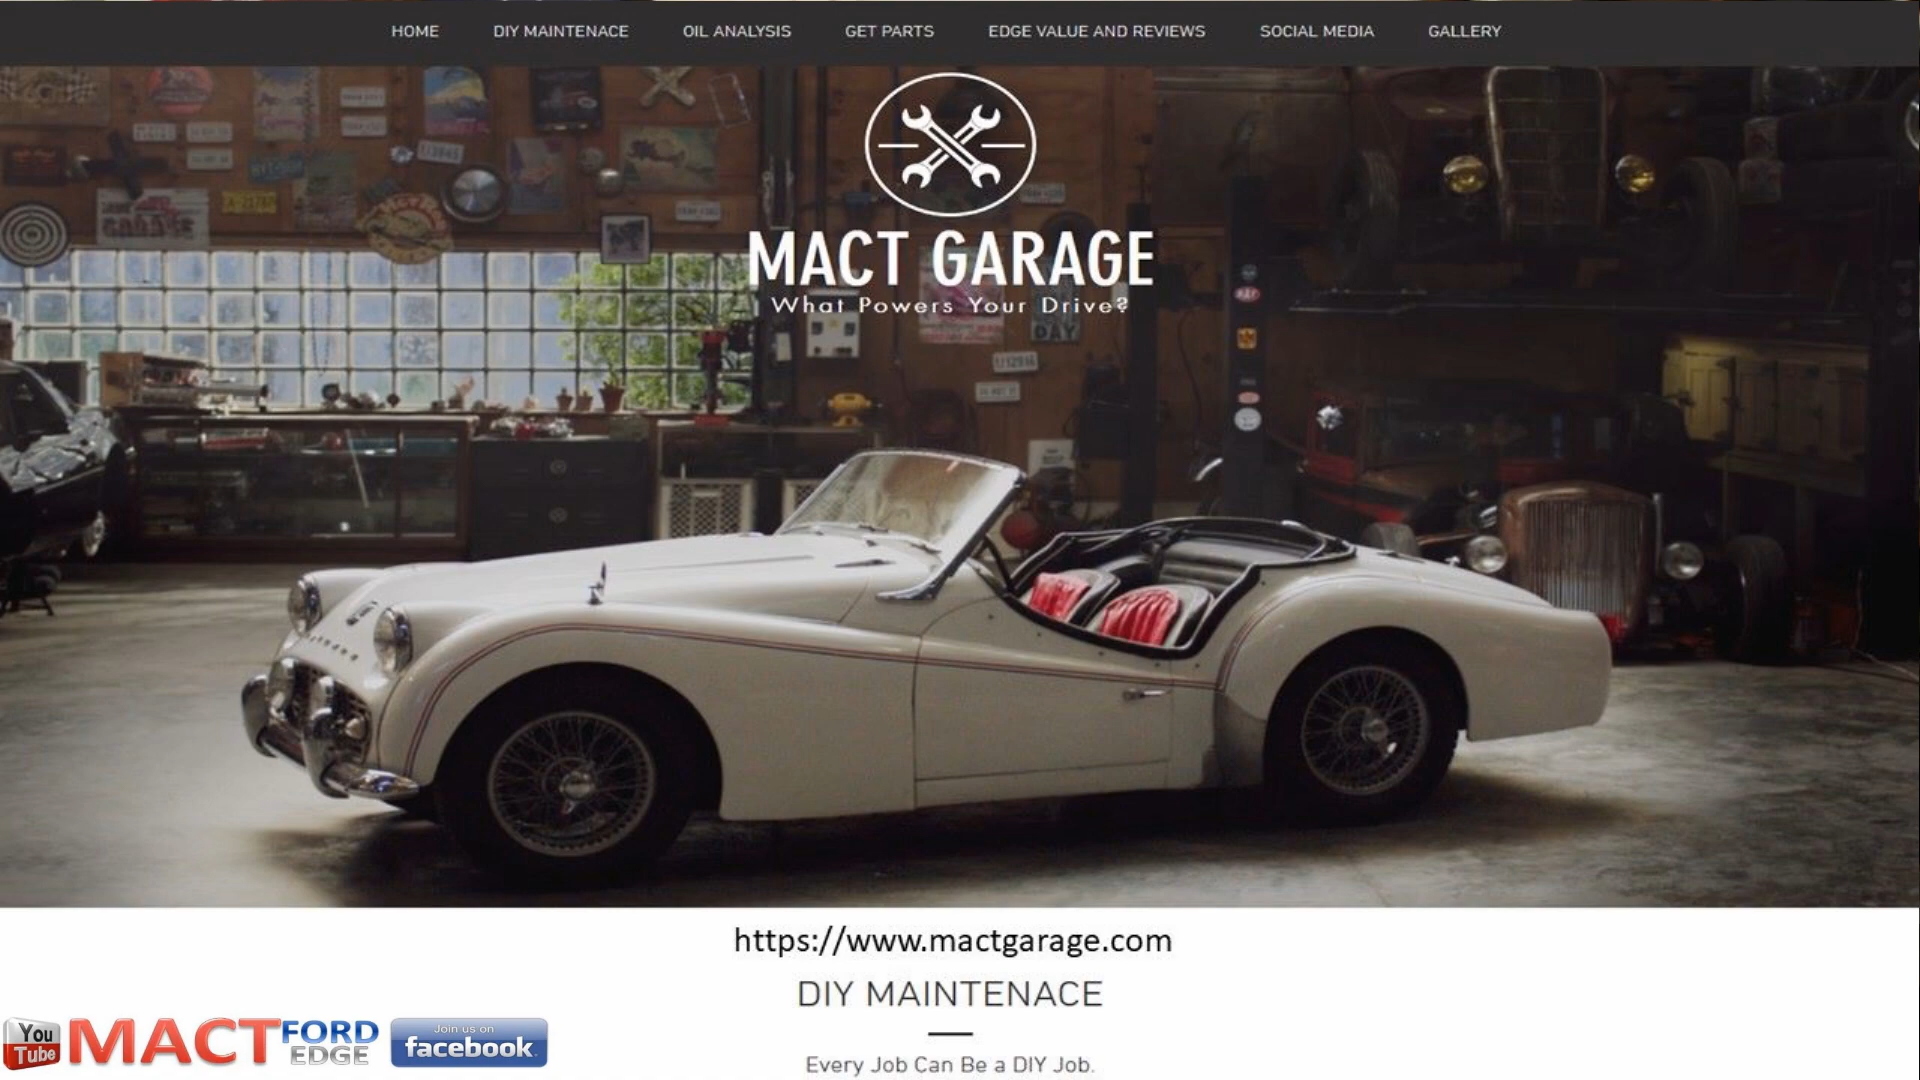 HOME DIY MAINTENACE OIL ANALYSIS GET PARTS EDGE VALUE AND REVIEWS SOCIAL MEDIA GALLERY
MACT GARAGE
What Powers Your Drive?
GARAGE
DAY
https://www.mactgarage.com
DIY MAINTENACE
Every Job Can Be a DIY Job.
You Tube
MACT FORD EDGE
Join us on
facebook